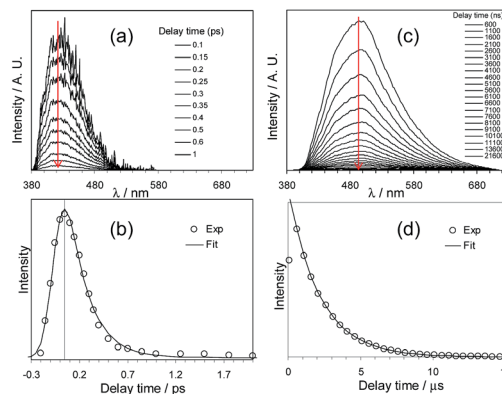 (a)
Delay time (ps)
0.1
0.15
0.2
0.25
0.3
0.35
0.4
0.5
0.6
1
Intensity / A. U.
380 480 580 680
λ / nm
(c)
Delay time (ns)
600
1100
1600
2100
2600
3100
3600
4100
4600
5100
6100
6600
7100
7600
8100
9100
10100
11100
13600
21600
Intensity / A. U.
380 480 580 680
λ / nm
(b)
Exp
Fit
Intensity
-0.3 0.2 0.7 1.2 1.7
Delay time / ps
(d)
Exp
Fit
Intensity
0 5 10
Delay time / μs